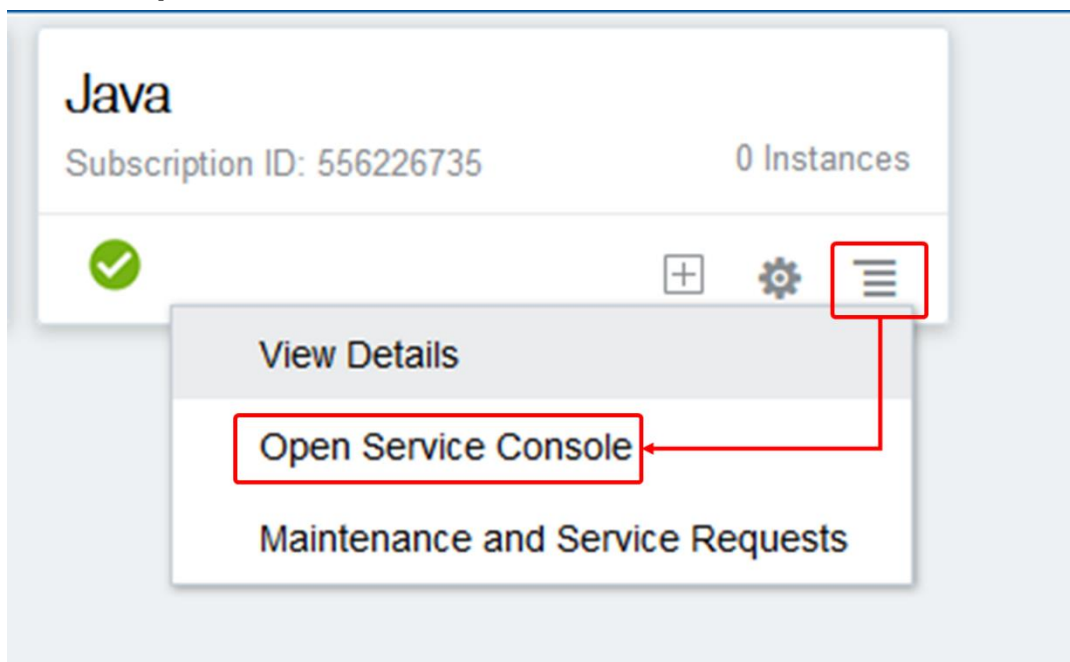 Java
Subscription ID: 556226735
0 Instances
View Details
Open Service Console
Maintenance and Service Requests